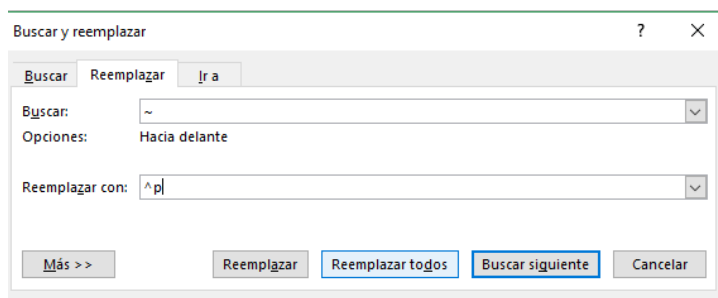 Buscar y reemplazar ? ×
Buscar Reemplazar Ir a
Buscar: ~
Opciones: Hacia delante
Reemplazar con: ^p
Más >> Reemplazar Reemplazar todos Buscar siguiente Cancelar